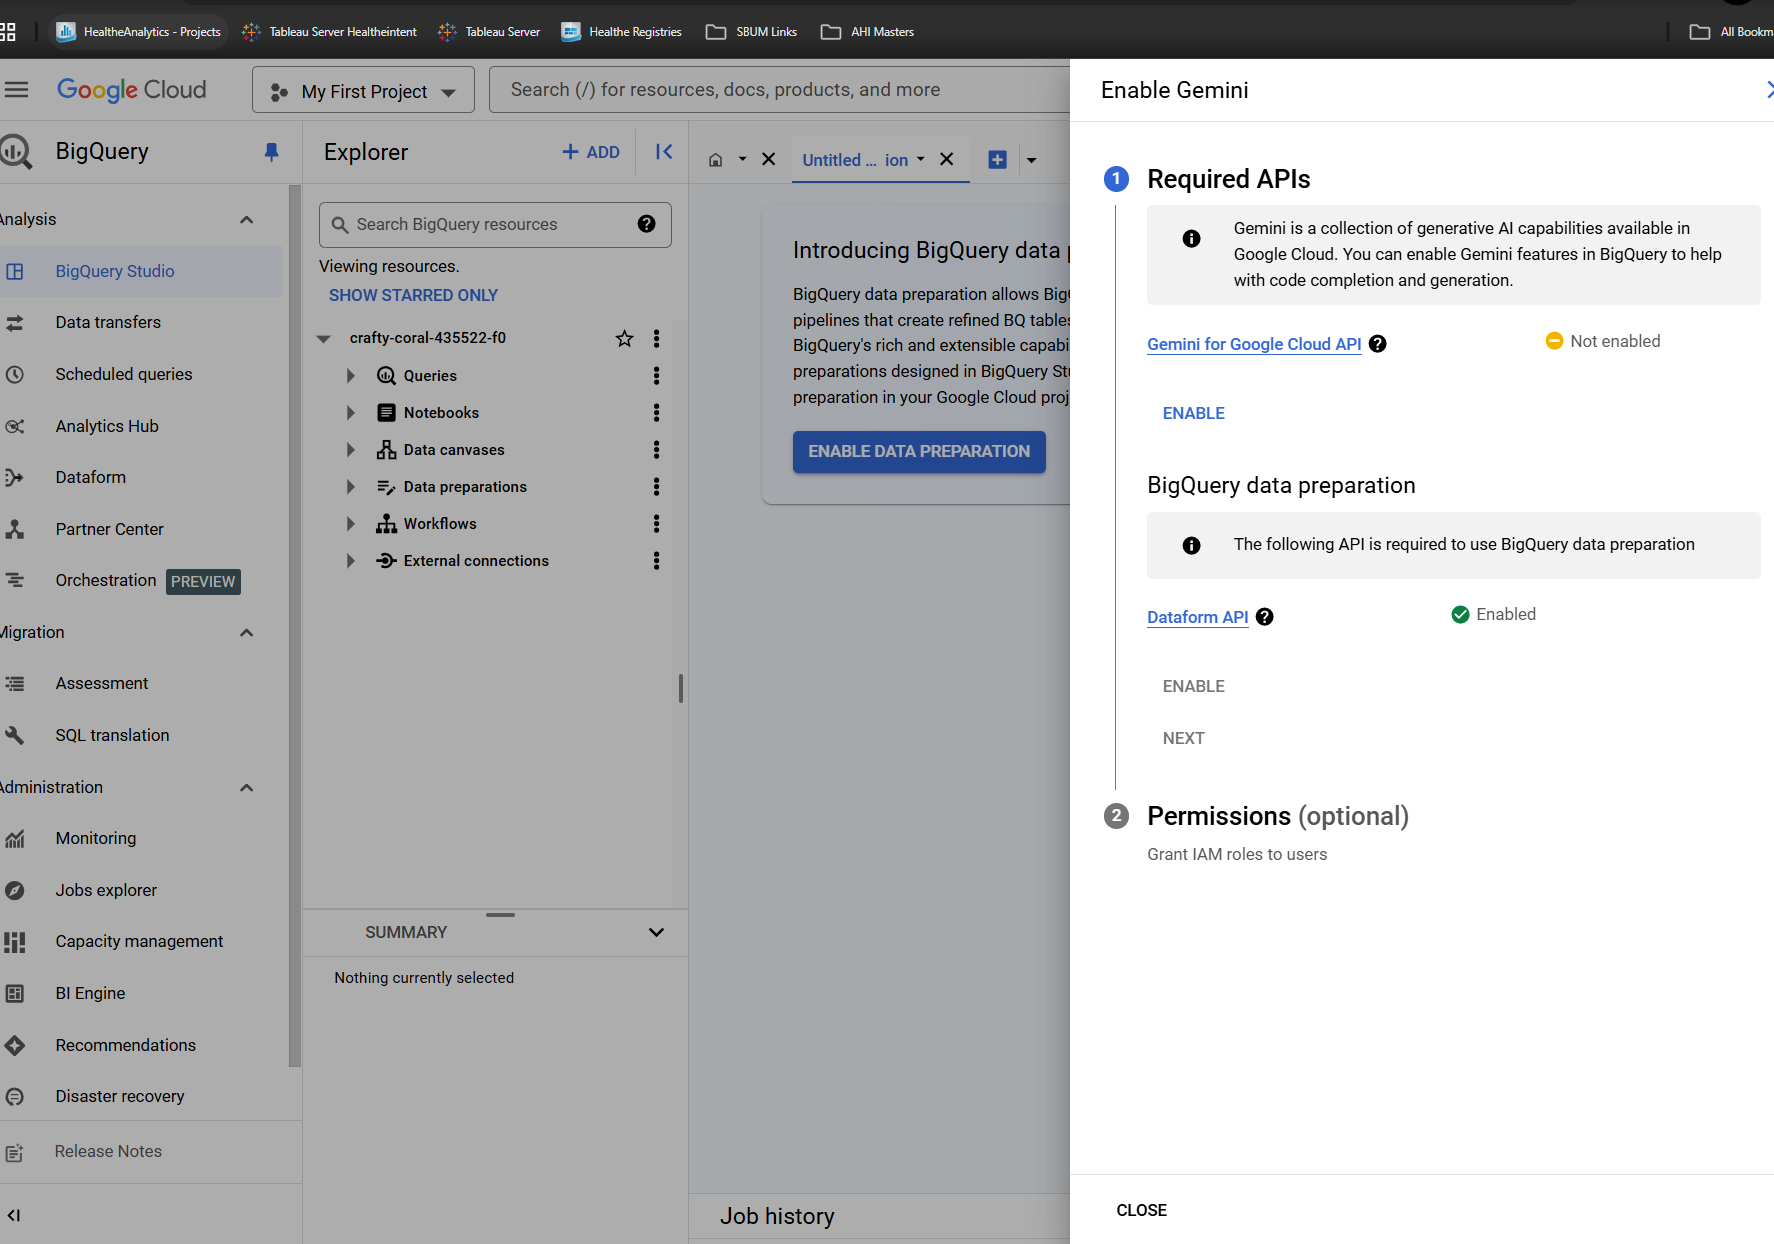 HealtheAnalytics - Projects
Tableau Server Healtheintent
Tableau Server
Healthe Registries
SBUM Links
AHI Masters
All Bookm
Google Cloud
My First Project
Search (/) for resources, docs, products, and more
BigQuery
Analysis
BigQuery Studio
Data transfers
Scheduled queries
Analytics Hub
Dataform
Partner Center
Orchestration PREVIEW
Migration
Assessment
SQL translation
Administration
Monitoring
Jobs explorer
Capacity management
BI Engine
Recommendations
Disaster recovery
Release Notes
Explorer
+ ADD
Search BigQuery resources
Viewing resources.
SHOW STARRED ONLY
crafty-coral-435522-f0
Queries
Notebooks
Data canvases
Data preparations
Workflows
External connections
SUMMARY
Nothing currently selected
Untitled ... ion
Introducing BigQuery data p
BigQuery data preparation allows Big
pipelines that create refined BQ tables
BigQuery's rich and extensible capabi
preparations designed in BigQuery St
preparation in your Google Cloud proj
ENABLE DATA PREPARATION
Job history
Enable Gemini
1 Required APIs
Gemini is a collection of generative AI capabilities available in
Google Cloud. You can enable Gemini features in BigQuery to help
with code completion and generation.
Gemini for Google Cloud API
Not enabled
ENABLE
BigQuery data preparation
The following API is required to use BigQuery data preparation
Dataform API
Enabled
ENABLE
NEXT
2 Permissions (optional)
Grant IAM roles to users
CLOSE